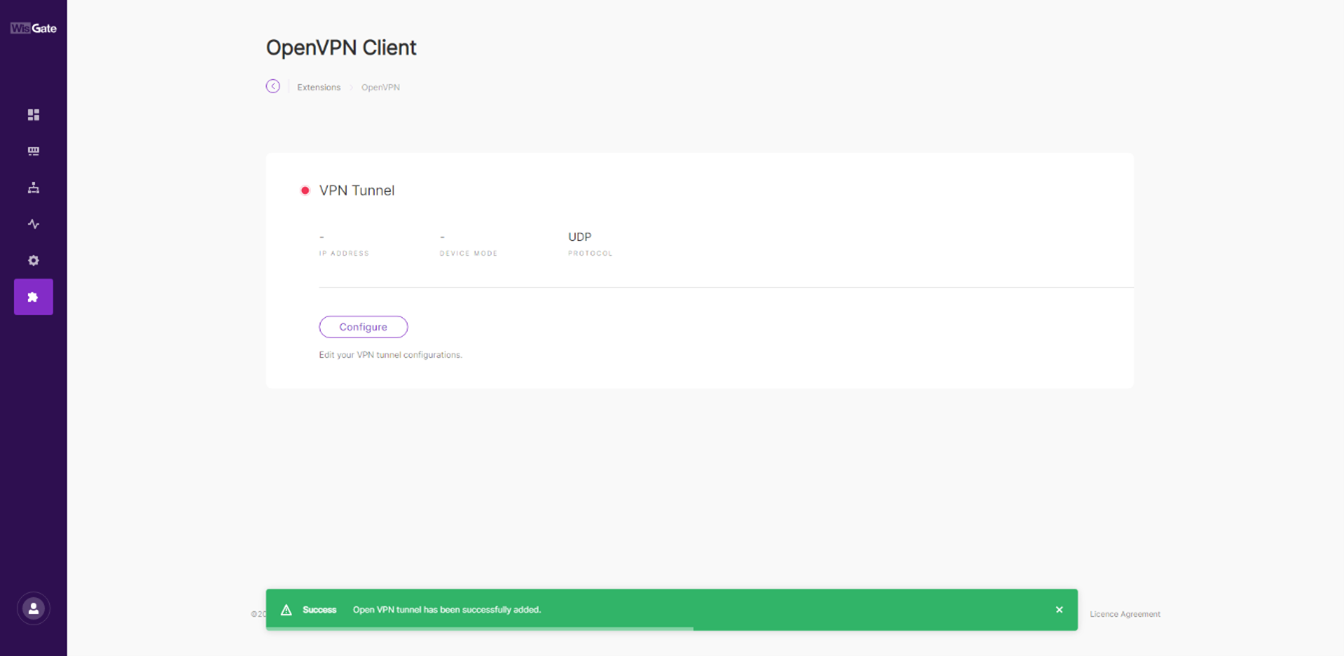 WisGate
OpenVPN Client
Extensions
OpenVPN
VPN Tunnel
- - UDP
IP ADDRESS DEVICE MODE PROTOCOL
Configure
Edit your VPN tunnel configurations.
Success Open VPN tunnel has been successfully added.
©20
Licence Agreement